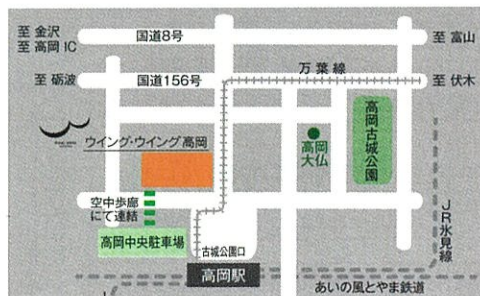 至 金沢
至 高岡 IC
国道8号
至 富山
至 砺波
国道156号
万葉線
至 伏木
ウイング・ウイング高岡
高岡
大仏
高岡古城公園
空中歩廊
にて連結
高岡中央駐車場
古城公園口
高岡駅
JR氷見線
あいの風とやま鉄道